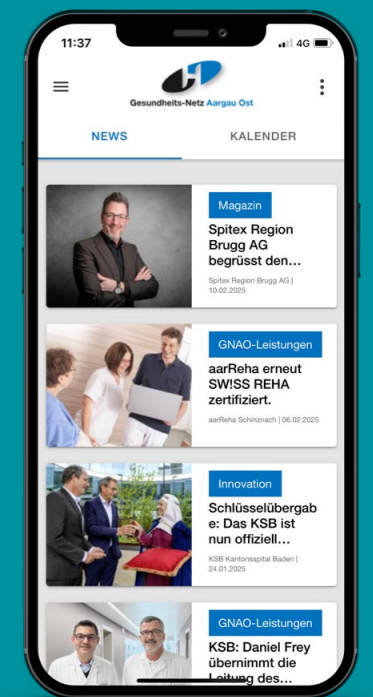 11:37
4G
Gesundheits-Netz Aargau Ost
NEWS
KALENDER
Magazin
Spitex Region
Brugg AG
begrüsst den...
Spitex Region Brugg AG |
10.02.2025
GNAO-Leistungen
aarReha erneut
SW!SS REHA
zertifiziert.
aarReha Schinznach | 06.02.2025
Innovation
Schlüsselübergab
e: Das KSB ist
nun offiziell...
KSB Kantonsspital Baden |
24.01.2025
GNAO-Leistungen
KSB: Daniel Frey
übernimmt die
Leitung des...